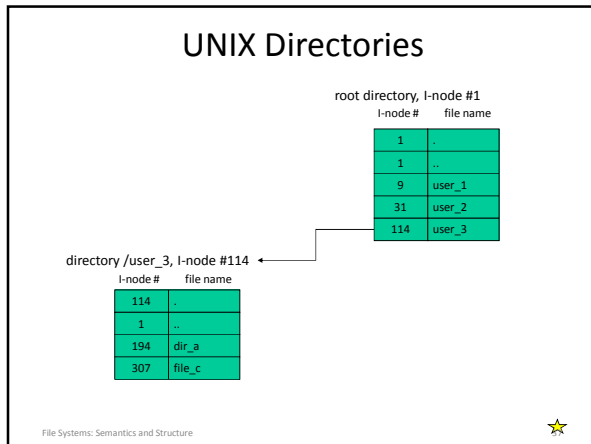 UNIX Directories
root directory, I-node #1
I-node # file name
1 .
1 ..
9 user_1
31 user_2
114 user_3
directory /user_3, I-node #114
I-node # file name
114 .
1 ..
194 dir_a
307 file_c
File Systems: Semantics and Structure